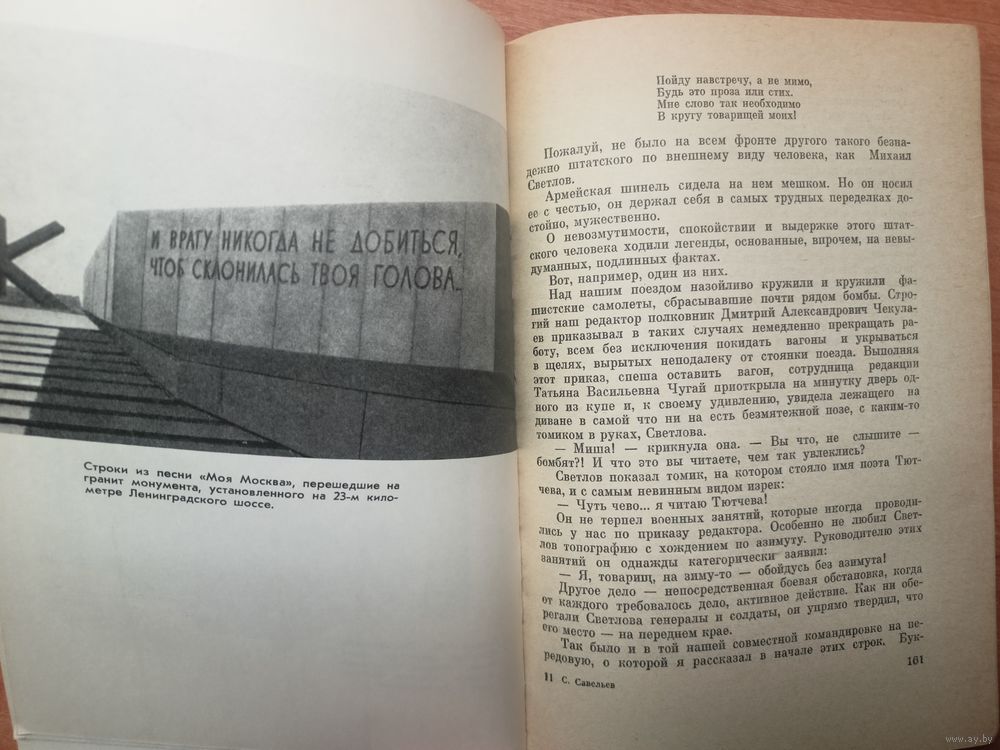 И ВРАГУ НИКОГДА НЕ ДОБИТЬСЯ,
ЧТОБ СКЛОНИЛАСЬ ТВОЯ ГОЛОВА...
Строки из песни «Моя Москва», перешедшие на
гранит монумента, установленного на 23-м кило-
метре Ленинградского шоссе.
Пойду навстречу, а не мимо,
Будь это проза или стих.
Мне слово так необходимо
В кругу товарищей моих!
Пожалуй, не было на всем фронте другого такого безна-
дежно штатского по внешнему виду человека, как Михаил
Светлов.
Армейская шинель сидела на нем мешком. Но он носил
ее с честью, он держал себя в самых трудных переделках до-
стойно, мужественно.
О невозмутимости, спокойствии и выдержке этого штат-
ского человека ходили легенды, основанные, впрочем, на невы-
думанных, подлинных фактах.
Вот, например, один из них.
Над нашим поездом назойливо кружили и кружили фа-
шистские самолеты, сбрасывавшие почти рядом бомбы. Стро-
гий наш редактор полковник Дмитрий Александрович Чекула-
ев приказывал в таких случаях немедленно прекращать ра-
боту, всем без исключения покидать вагоны и укрываться
в щелях, вырытых неподалеку от стоянки поезда. Выполняя
этот приказ, спеша оставить вагон, сотрудница редакции
Татьяна Васильевна Чугай приоткрыла на минутку дверь од-
ного из купе и, к своему удивлению, увидела лежащего на
диване в самой что ни на есть безмятежной позе, с каким-то
томиком в руках, Светлова.
— Миша! — крикнула она. — Вы что, не слышите —
бомбят?! И что это вы читаете, чем так увлеклись?
Светлов показал томик, на котором стояло имя поэта Тют-
чева, и с самым невинным видом изрек:
— Чуть чево... я читаю Тютчева!
Он не терпел военных занятий, которые иногда проводи-
лись у нас по приказу редактора. Особенно не любил Свет-
лов топографию с хождением по азимуту. Руководителю этих
занятий он однажды категорически заявил:
— Я, товарищ, на зиму-то — обойдусь без азимута!
Другое дело — непосредственная боевая обстановка, когда
от каждого требовалось дело, активное действие. Как ни обе-
регали Светлова генералы и солдаты, он упрямо твердил, что
его место — на переднем крае.
Так было и в той нашей совместной командировке на пе-
редовую, о которой я рассказал в начале этих строк. Бук-
11 С. Савельев
161
www.ay.by